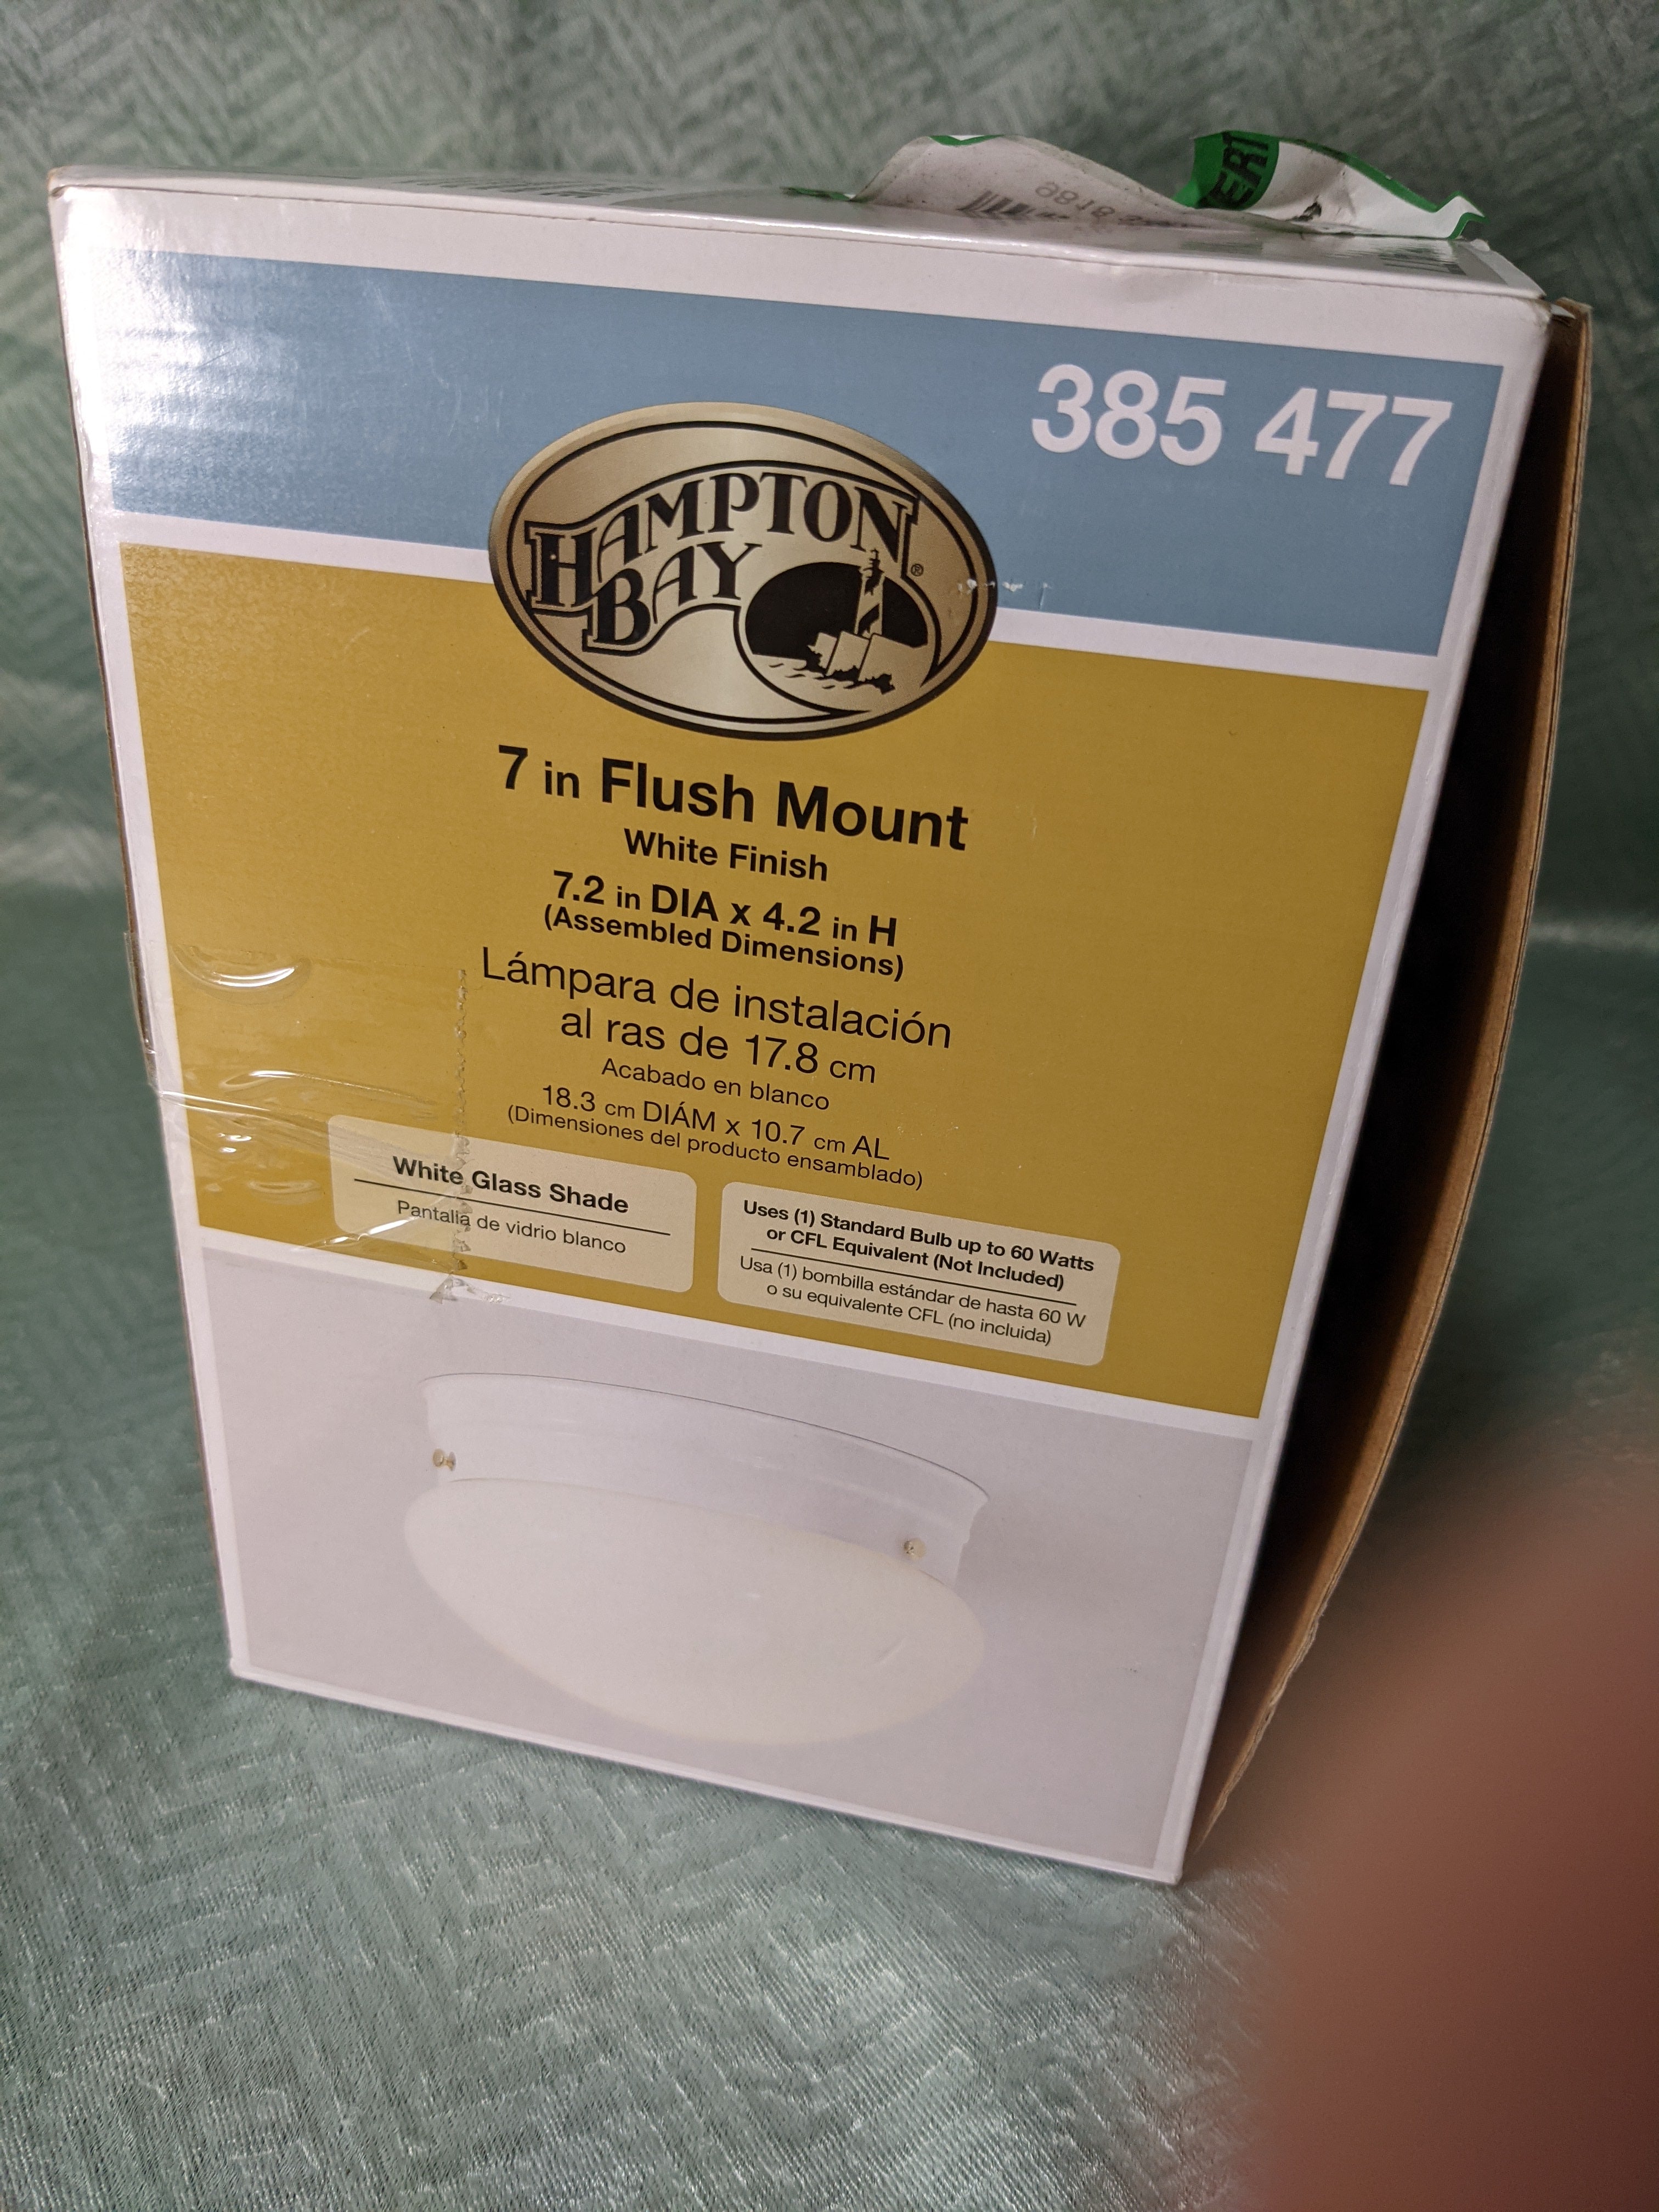 385 477
HAMPTON
BAY®
7 in Flush Mount
White Finish
7.2 in DIA x 4.2 in H
(Assembled Dimensions)
Lámpara de instalación
al ras de 17.8 cm
Acabado en blanco
18.3 cm DIÁM x 10.7 cm AL
(Dimensiones del producto ensamblado)
White Glass Shade
Pantalla de vidrio blanco
Uses (1) Standard Bulb up to 60 Watts
or CFL Equivalent (Not Included)
Usa (1) bombilla estándar de hasta 60 W
o su equivalente CFL (no incluida)